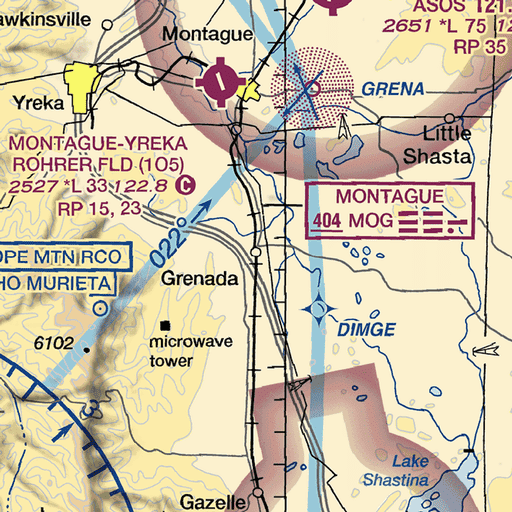 awkinsville
ASOS 121.
2651 *L 75 12
RP 35
Montague
GRENA
Yreka
Little
Shasta
MONTAGUE-YREKA
ROHRER FLD (1O5)
2527 *L 33 122.8 C
RP 15, 23
MONTAGUE
404 MOG
022°
OPE MTN RCO
HO MURIETA
Grenada
DIMGE
6102
microwave
tower
Lake
Shastina
Gazelle